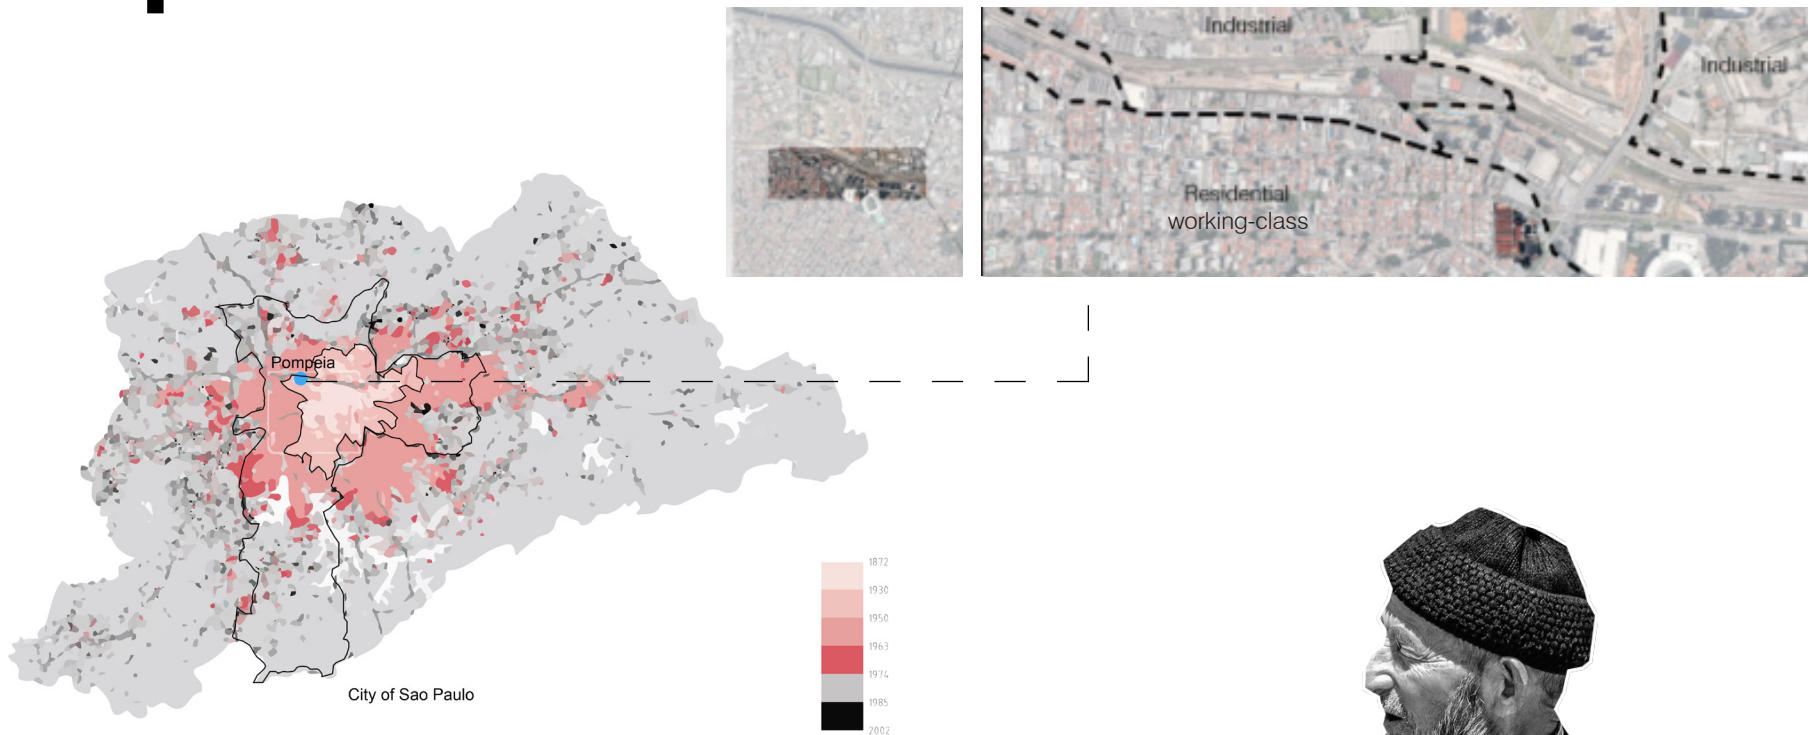 Industrial
Industrial
Residential
working-class
Pompeia
1872
1930
1950
1963
1974
1985
2002
City of Sao Paulo